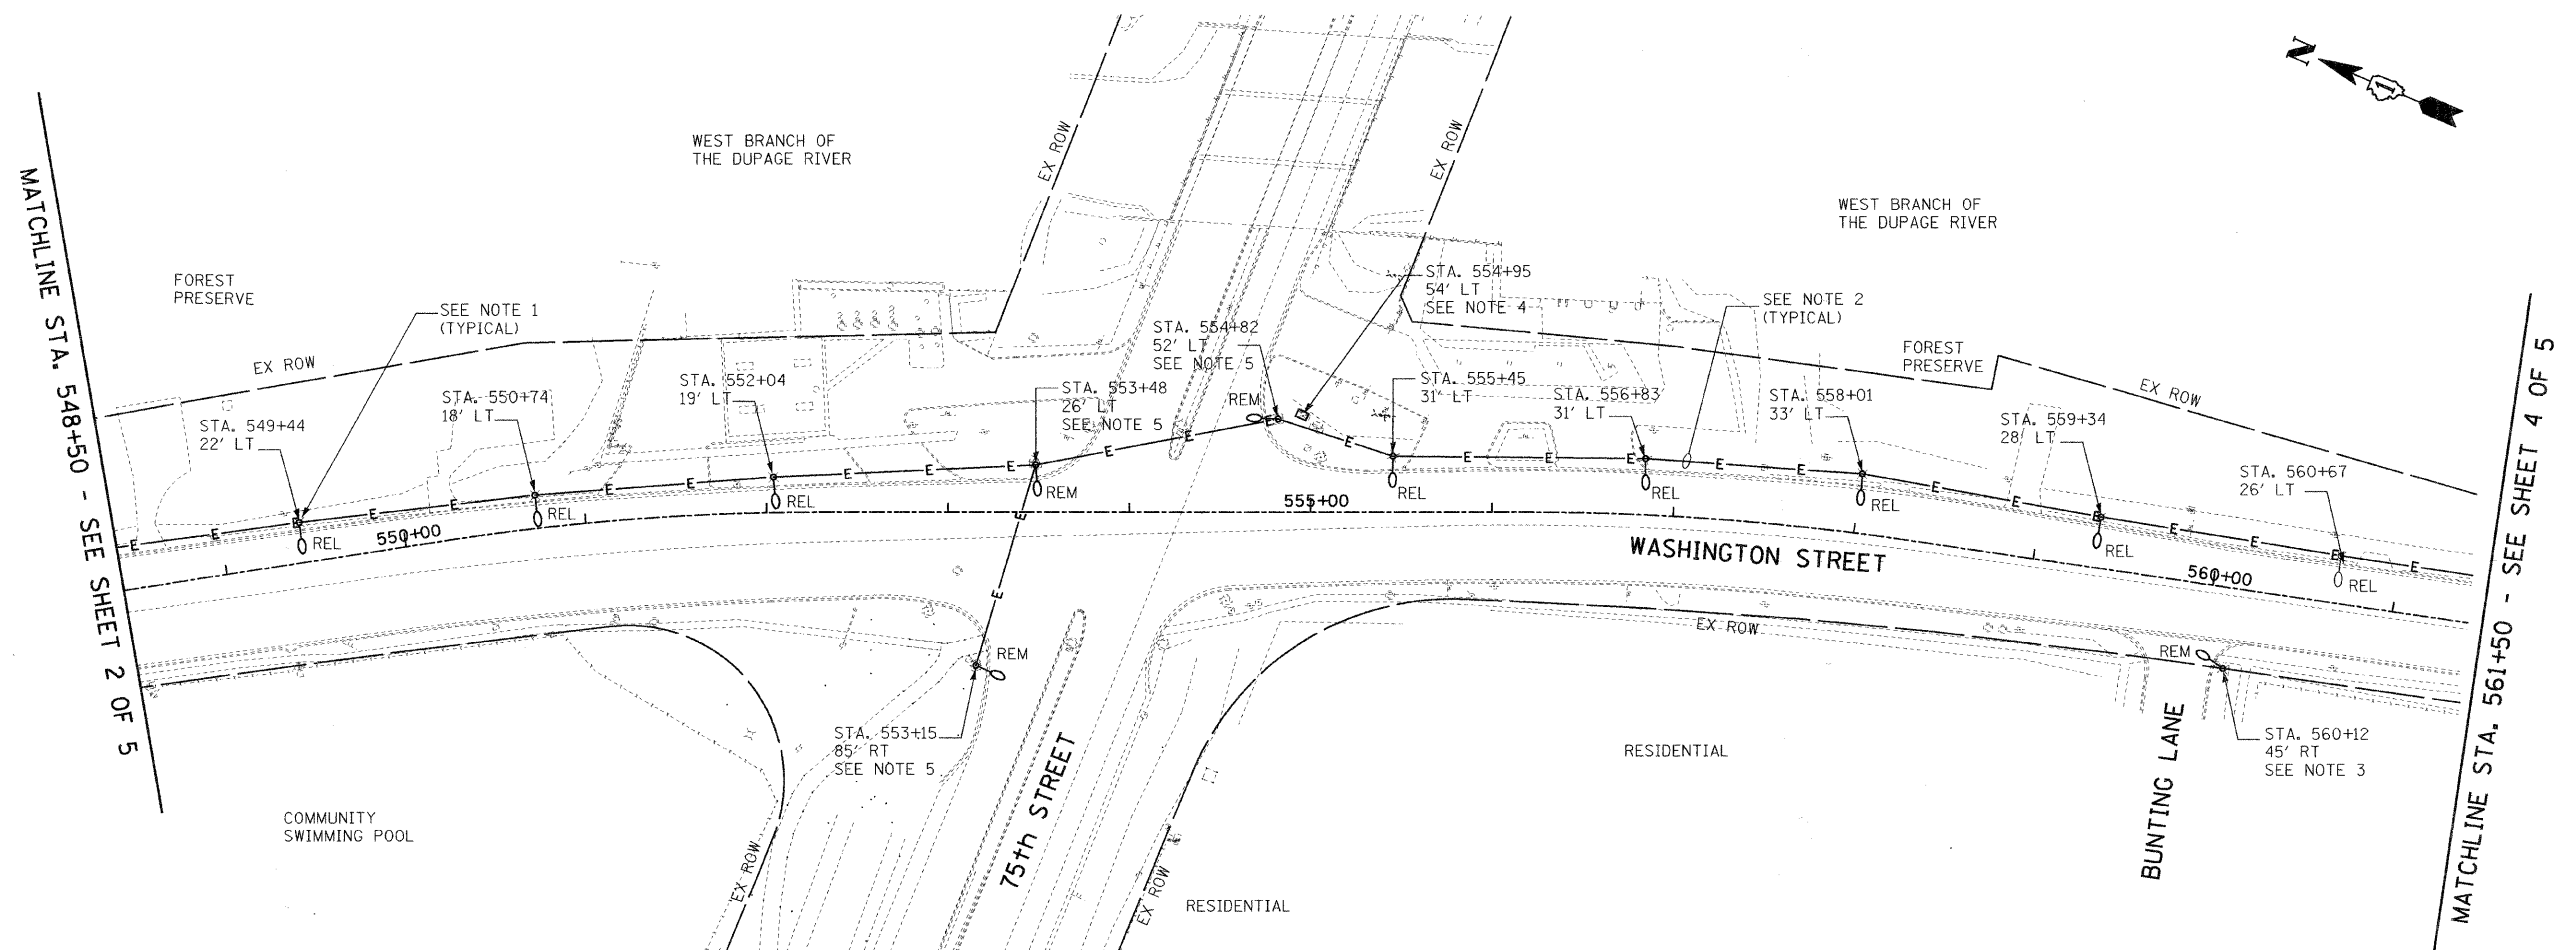 N
MATCHLINE STA. 548+50 - SEE SHEET 2 OF 5
WEST BRANCH OF
THE DUPAGE RIVER
EX ROW
EX ROW
WEST BRANCH OF
THE DUPAGE RIVER
FOREST
PRESERVE
SEE NOTE 1
(TYPICAL)
EX ROW
STA. 549+44
22' LT
REL
550+00
STA. 550+74
18' LT
REL
STA. 552+04
19' LT
REL
STA. 553+48
26' LT
SEE NOTE 5
REM
STA. 554+82
52' LT
SEE NOTE 5
REM
STA. 554+95
54' LT
SEE NOTE 4
STA. 555+45
31' LT
REL
555+00
STA. 556+83
31' LT
REL
SEE NOTE 2
(TYPICAL)
STA. 558+01
33' LT
REL
FOREST
PRESERVE
EX ROW
STA. 559+34
28' LT
REL
STA. 560+67
26' LT
REL
E E E E E E E E E E E E E E E E E E E E E E E E E E E
WASHINGTON STREET
560+00
EX ROW
REM
STA. 553+15
85' RT
SEE NOTE 5
REM
STA. 560+12
45' RT
SEE NOTE 3
COMMUNITY
SWIMMING POOL
EX ROW
75th STREET
EX ROW
RESIDENTIAL
RESIDENTIAL
BUNTING LANE
MATCHLINE STA. 561+50 - SEE SHEET 4 OF 5